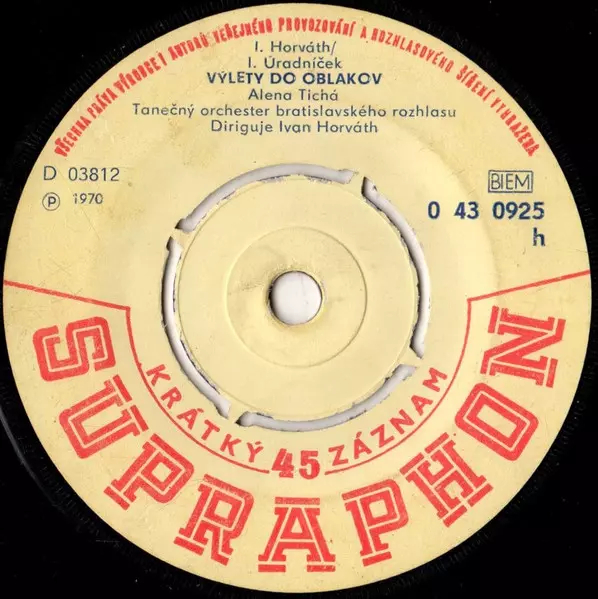 VŠECHNA PRÁVA VÝROBCE I AUTORŮ VEŘEJNÉHO PROVOZOVÁNÍ A ROZHLASOVÉHO ŠÍŘENÍ VYHRAŽENA
I. Horváth/
I. Úradníček
VÝLETY DO OBLAKOV
Alena Tichá
Tanečný orchester bratislavského rozhlasu
Diriguje Ivan Horváth
D 03812
℗ 1970
BIEM
0 43 0925
h
KRÁTKÝ 45 ZÁZNAM
SUPRAPHON